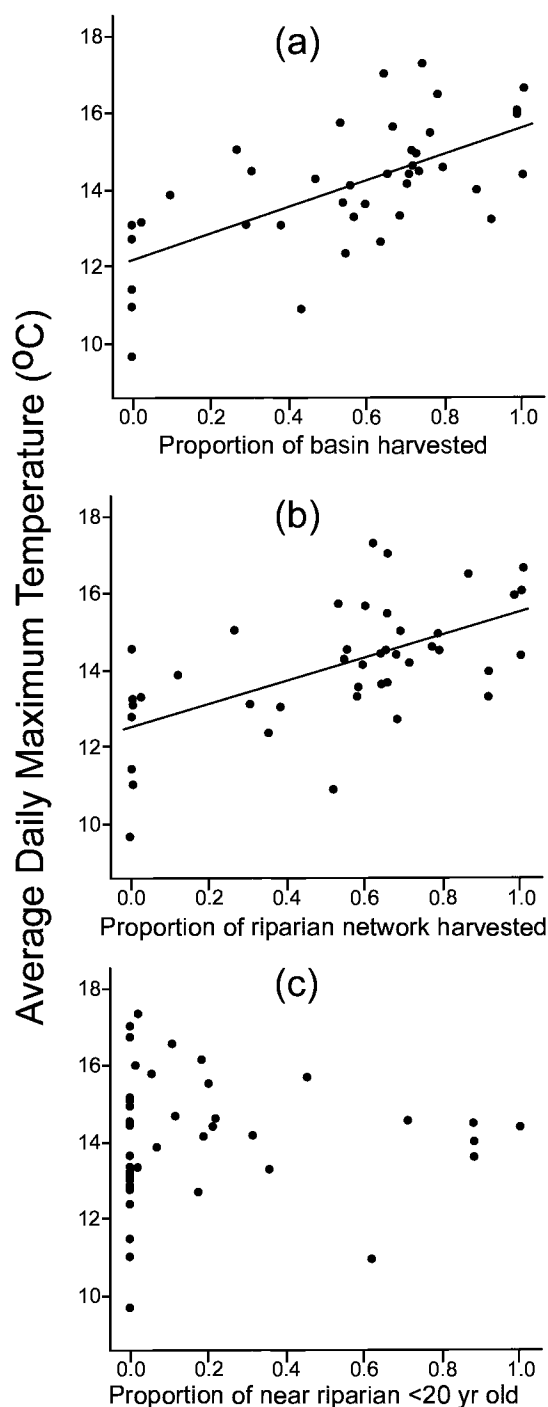 Average Daily Maximum Temperature (ºC)
(a)
18
16
14
12
10
0.0 0.2 0.4 0.6 0.8 1.0
Proportion of basin harvested
(b)
18
16
14
12
10
0.0 0.2 0.4 0.6 0.8 1.0
Proportion of riparian network harvested
(c)
18
16
14
12
10
0.0 0.2 0.4 0.6 0.8 1.0
Proportion of near riparian <20 yr old